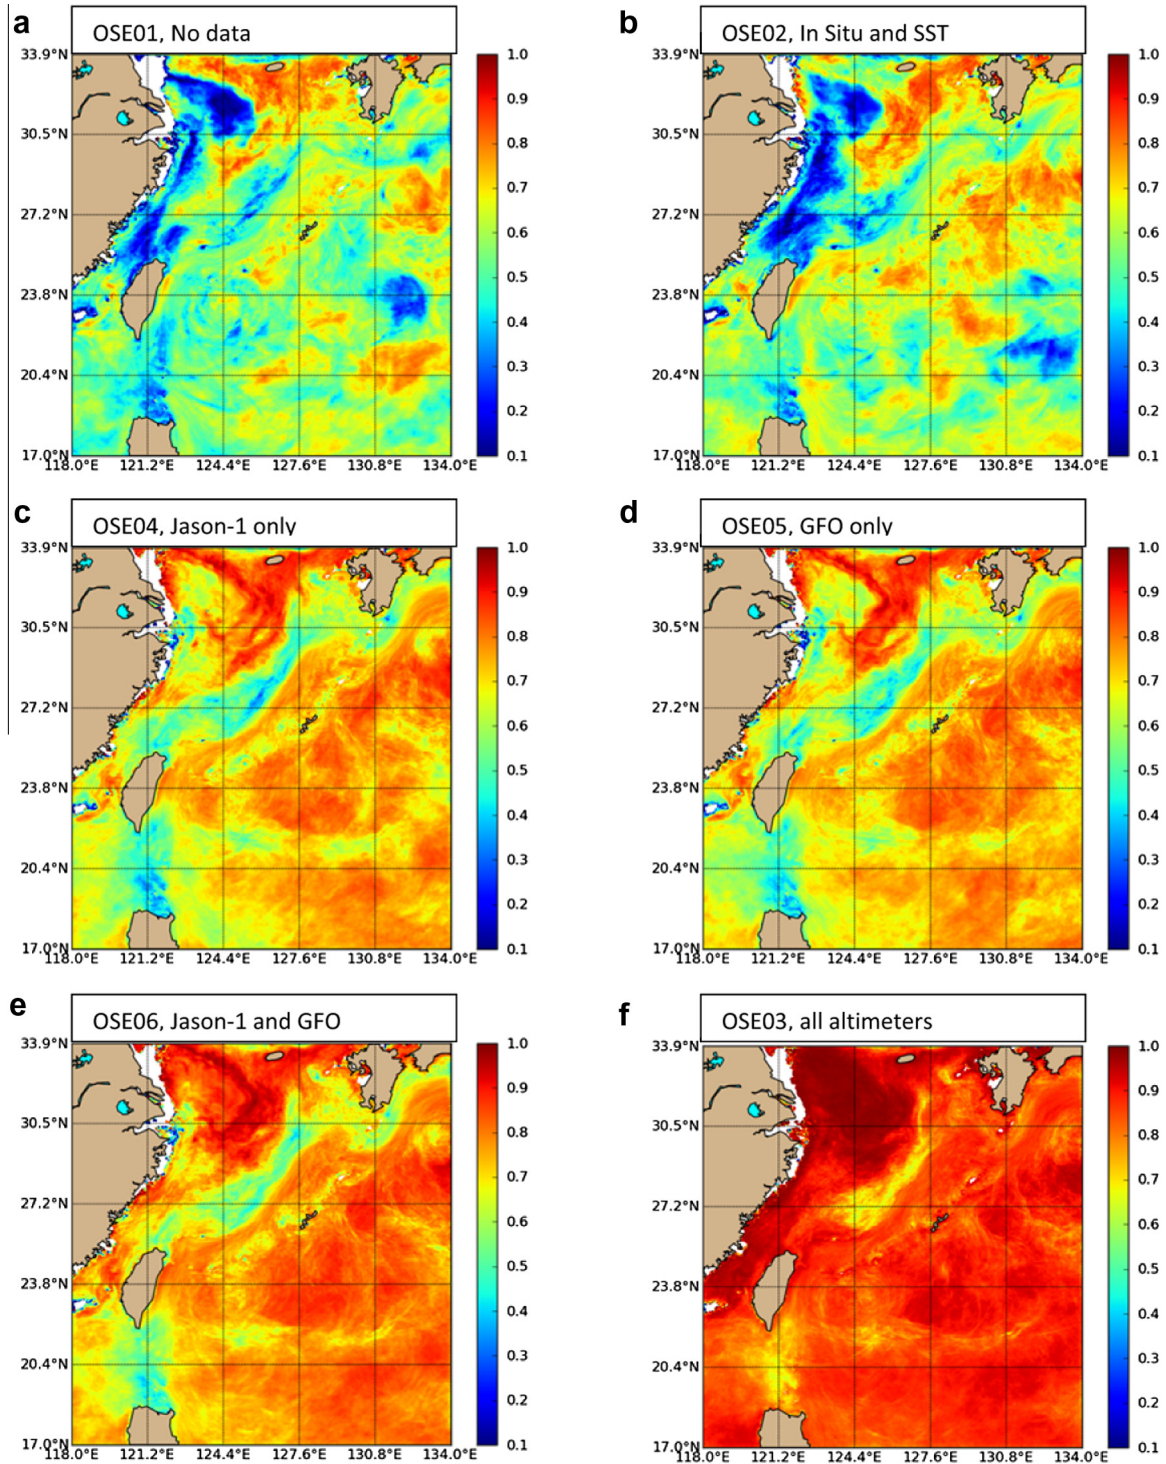 a
OSE01, No data
b
OSE02, In Situ and SST
33.9°N
30.5°N
27.2°N
23.8°N
20.4°N
17.0°N
118.0°E 121.2°E 124.4°E 127.6°E 130.8°E 134.0°E
1.0
0.9
0.8
0.7
0.6
0.5
0.4
0.3
0.2
0.1
33.9°N
30.5°N
27.2°N
23.8°N
20.4°N
17.0°N
118.0°E 121.2°E 124.4°E 127.6°E 130.8°E 134.0°E
1.0
0.9
0.8
0.7
0.6
0.5
0.4
0.3
0.2
0.1
c
OSE04, Jason-1 only
d
OSE05, GFO only
33.9°N
30.5°N
27.2°N
23.8°N
20.4°N
17.0°N
118.0°E 121.2°E 124.4°E 127.6°E 130.8°E 134.0°E
1.0
0.9
0.8
0.7
0.6
0.5
0.4
0.3
0.2
0.1
33.9°N
30.5°N
27.2°N
23.8°N
20.4°N
17.0°N
118.0°E 121.2°E 124.4°E 127.6°E 130.8°E 134.0°E
1.0
0.9
0.8
0.7
0.6
0.5
0.4
0.3
0.2
0.1
e
OSE06, Jason-1 and GFO
f
OSE03, all altimeters
33.9°N
30.5°N
27.2°N
23.8°N
20.4°N
17.0°N
118.0°E 121.2°E 124.4°E 127.6°E 130.8°E 134.0°E
1.0
0.9
0.8
0.7
0.6
0.5
0.4
0.3
0.2
0.1
33.9°N
30.5°N
27.2°N
23.8°N
20.4°N
17.0°N
118.0°E 121.2°E 124.4°E 127.6°E 130.8°E 134.0°E
1.0
0.9
0.8
0.7
0.6
0.5
0.4
0.3
0.2
0.1